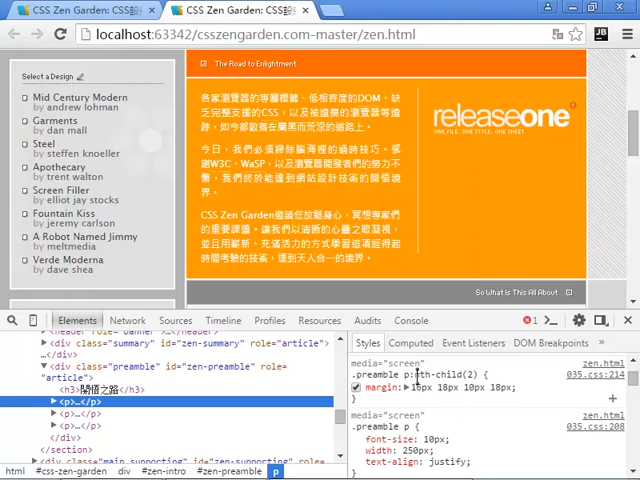 CSS Zen Garden: CSS設
CSS Zen Garden: CSS設
localhost:63342/csszengarden.com-master/zen.html
JB
Select a Design
Mid Century Modern
by andrew lohman
Garments
by dan mall
Steel
by steffen knoeller
Apothecary
by trent walton
Screen Filler
by elliot jay stocks
Fountain Kiss
by jeremy carlson
A Robot Named Jimmy
by meltmedia
Verde Moderna
by dave shea
The Road to Enlightment
各家瀏覽器的專屬標籤、低相容度的DOM、缺
乏完整支援的CSS，以及被遺棄的瀏覽器等遺
跡，如今都散落在闇黑而荒涼的道路上。
今日，我們必須掃除腦海裡的過時技巧。感
謝W3C、WaSP，以及瀏覽器開發者們的努力不
懈，我們終於能達到網站設計技術的開悟境
界。
CSS Zen Garden邀請您放鬆身心，冥想專家們
的重要課題。讓我們以清晰的心靈之眼凝視，
並且用嶄新、充滿活力的方式學習這項經得起
時間考驗的技術，達到天人合一的境界。
releaseone
ONE FILE. ONE STYLE. ONE SHEET.
So What Is This All About
Elements Network Sources Timeline Profiles Resources Audits Console 1
<header role="banner">…</header>
<div class="summary" id="zen-summary" role="article">
…</div>
<div class="preamble" id="zen-preamble" role=
"article">
<h3>開悟之路</h3>
<p>…</p>
<p>…</p>
<p>…</p>
</div>
</section>
<div class="main supporting" id="zen-supporting" role=
html #css-zen-garden div #zen-intro #zen-preamble p
Styles Computed Event Listeners DOM Breakpoints
media="screen" zen.html
.preamble p:nth-child(2) { 035.css:214
margin: 16px 18px 10px 18px;
}
media="screen" zen.html
.preamble p { 035.css:208
font-size: 10px;
width: 250px;
text-align: justify;